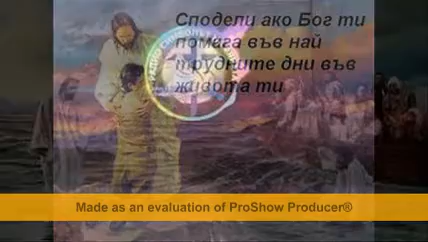 Сподели ако Бог ти
помага във най
трудните дни във
живота ти
Made as an evaluation of ProShow Producer®